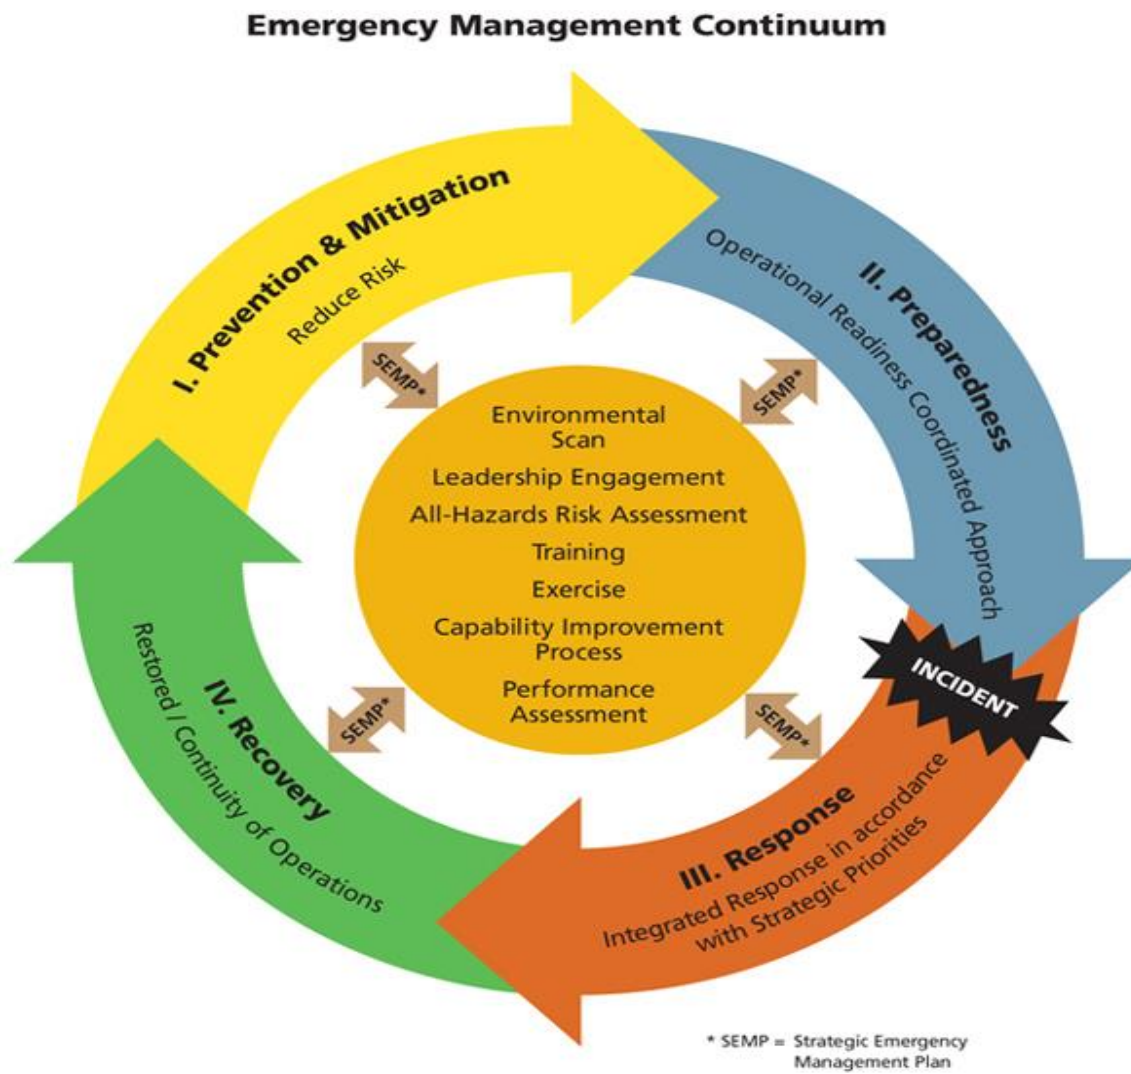 Emergency Management Continuum
I. Prevention & Mitigation
Reduce Risk
II. Preparedness
Operational Readiness Coordinated Approach
INCIDENT
III. Response
Integrated Response in accordance
with Strategic Priorities
IV. Recovery
Restored / Continuity of Operations
SEMP*
SEMP*
SEMP*
SEMP*
Environmental
Scan
Leadership Engagement
All-Hazards Risk Assessment
Training
Exercise
Capability Improvement
Process
Performance
Assessment
* SEMP = Strategic Emergency
Management Plan